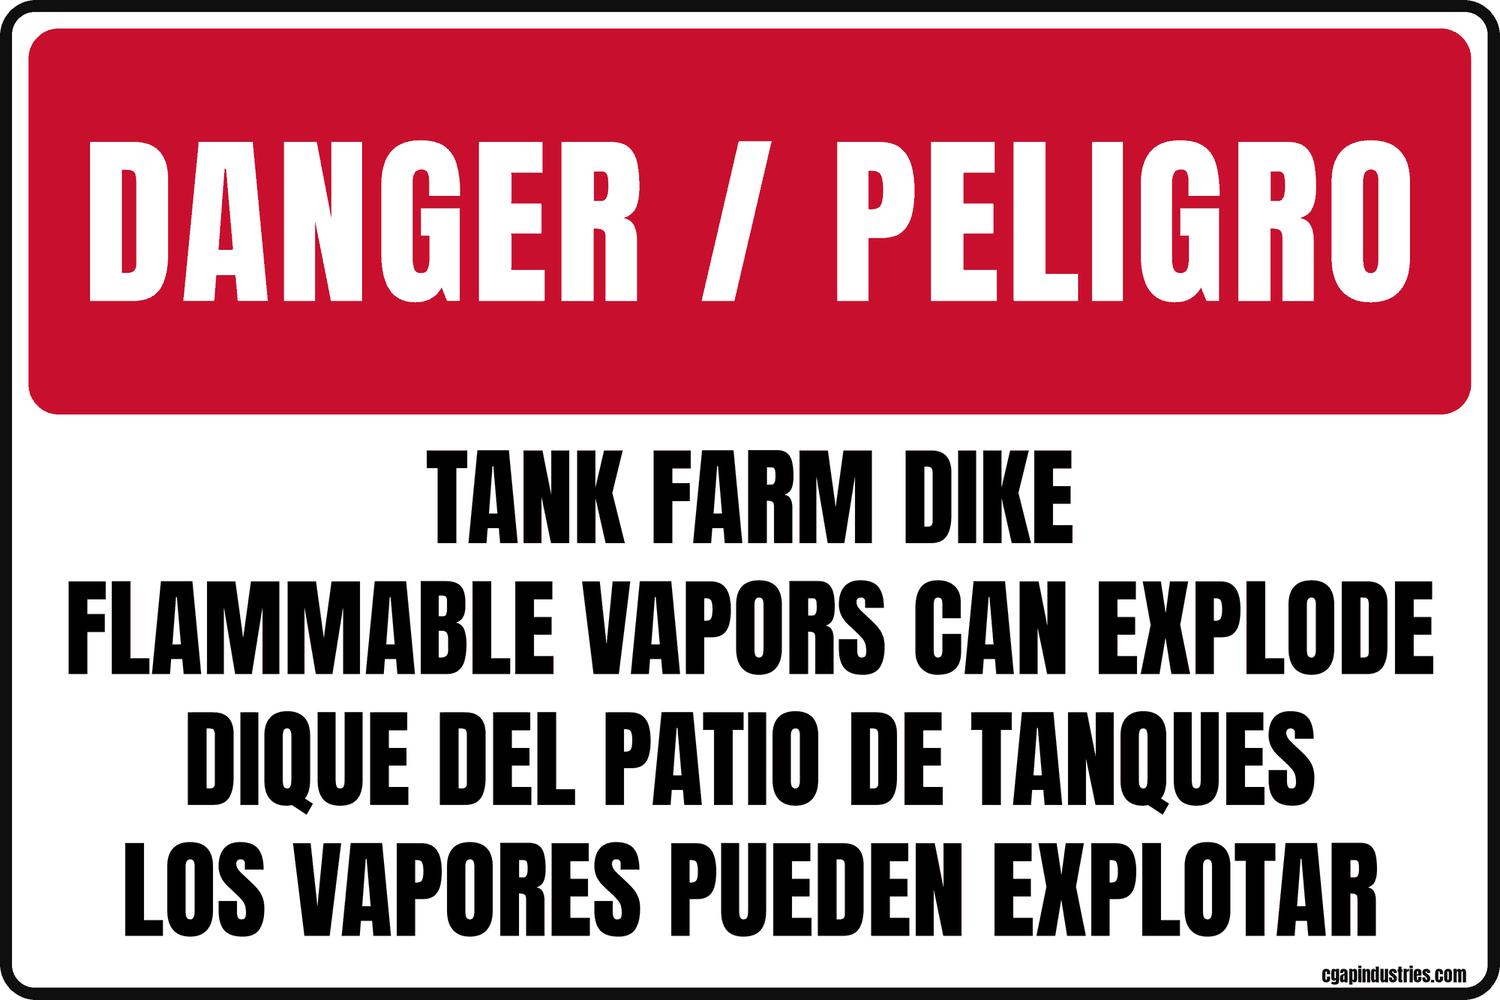 DANGER / PELIGRO
TANK FARM DIKE
FLAMMABLE VAPORS CAN EXPLODE
DIQUE DEL PATIO DE TANQUES
LOS VAPORES PUEDEN EXPLOTAR
cgapindustries.com